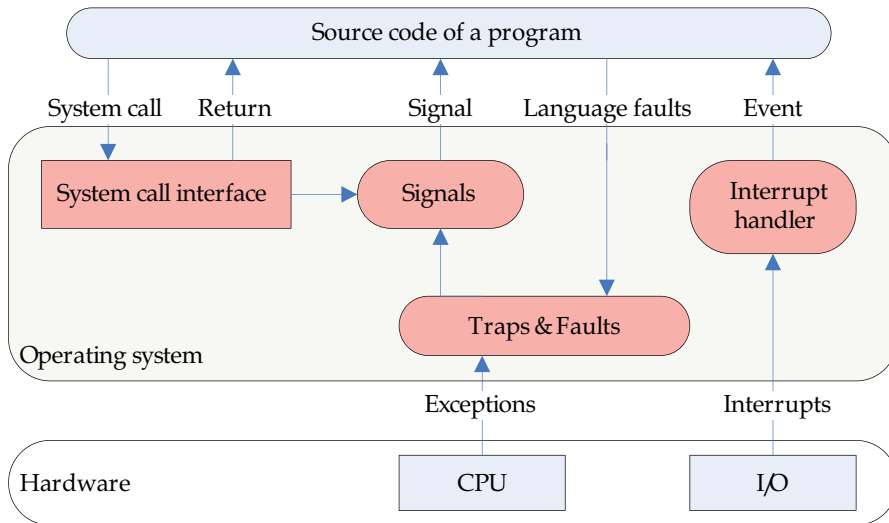 Source code of a program
System call
Return
Signal
Language faults
Event
System call interface
Signals
Interrupt
handler
Traps & Faults
Operating system
Exceptions
Interrupts
Hardware
CPU
I/O